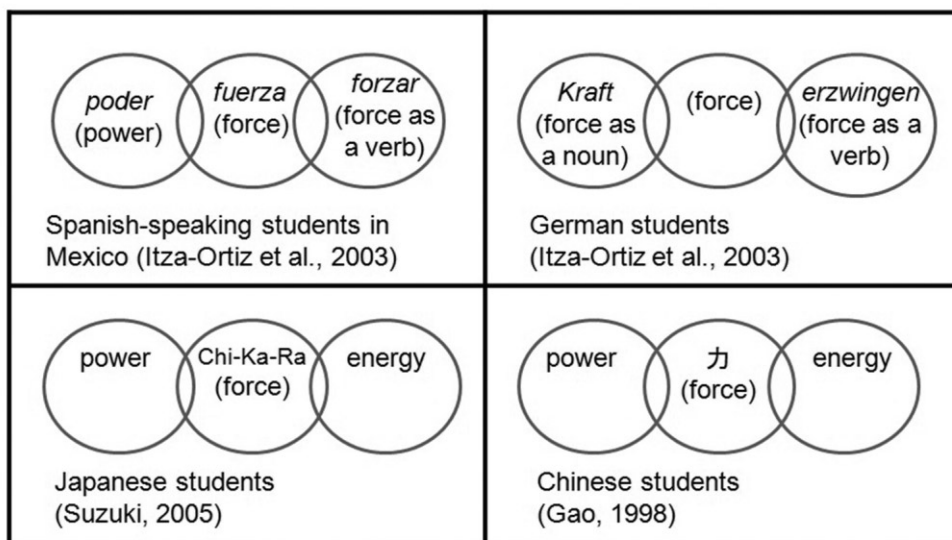 poder
(power)
fuerza
(force)
forzar
(force as
a verb)
Spanish-speaking students in
Mexico (Itza-Ortiz et al., 2003)
Kraft
(force as
a noun)
(force)
erzwingen
(force as a
verb)
German students
(Itza-Ortiz et al., 2003)
power
Chi-Ka-Ra
(force)
energy
Japanese students
(Suzuki, 2005)
power
力
(force)
energy
Chinese students
(Gao, 1998)